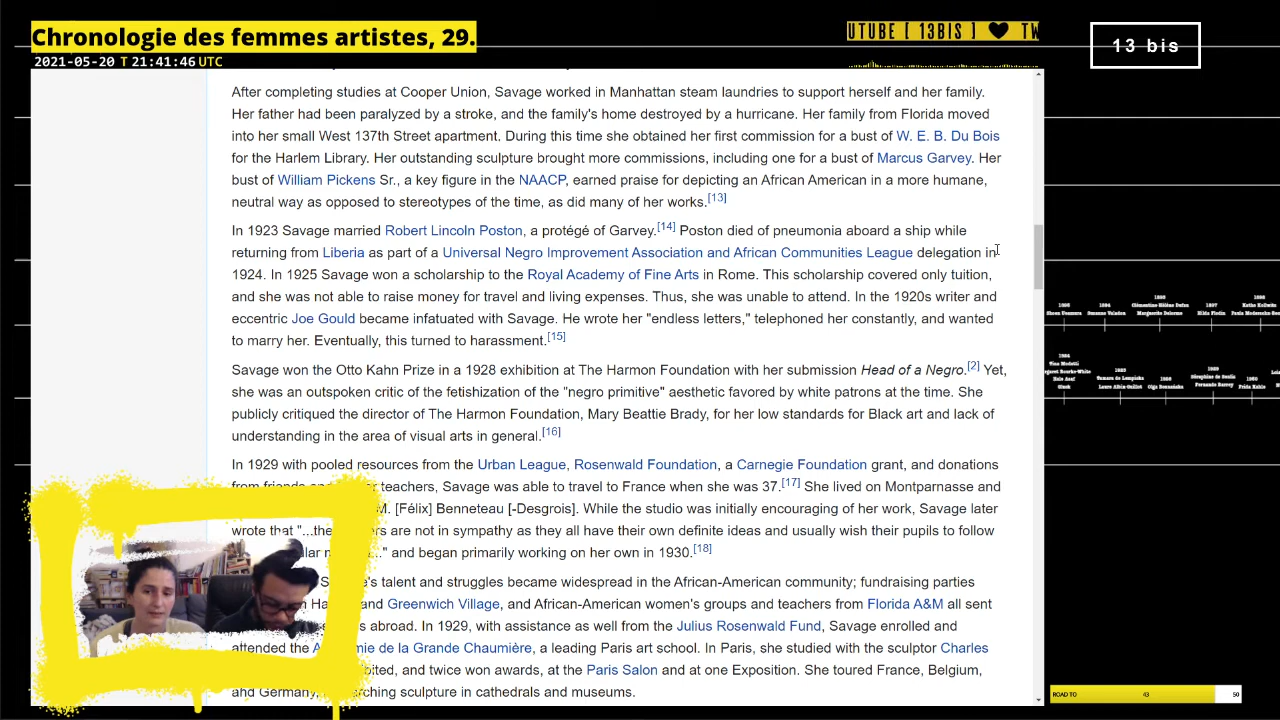 Chronologie des femmes artistes, 29.
UTUBE [ 13BIS ] TW
13 bis
2021-05-20 T 21:41:46 UTC
After completing studies at Cooper Union, Savage worked in Manhattan steam laundries to support herself and her family.
Her father had been paralyzed by a stroke, and the family's home destroyed by a hurricane. Her family from Florida moved
into her small West 137th Street apartment. During this time she obtained her first commission for a bust of W. E. B. Du Bois
for the Harlem Library. Her outstanding sculpture brought more commissions, including one for a bust of Marcus Garvey. Her
bust of William Pickens Sr., a key figure in the NAACP, earned praise for depicting an African American in a more humane,
neutral way as opposed to stereotypes of the time, as did many of her works.[13]
In 1923 Savage married Robert Lincoln Poston, a protégé of Garvey.[14] Poston died of pneumonia aboard a ship while
returning from Liberia as part of a Universal Negro Improvement Association and African Communities League delegation in
1924. In 1925 Savage won a scholarship to the Royal Academy of Fine Arts in Rome. This scholarship covered only tuition,
and she was not able to raise money for travel and living expenses. Thus, she was unable to attend. In the 1920s writer and
eccentric Joe Gould became infatuated with Savage. He wrote her "endless letters," telephoned her constantly, and wanted
to marry her. Eventually, this turned to harassment.[15]
Savage won the Otto Kahn Prize in a 1928 exhibition at The Harmon Foundation with her submission Head of a Negro.[2] Yet,
she was an outspoken critic of the fetishization of the "negro primitive" aesthetic favored by white patrons at the time. She
publicly critiqued the director of The Harmon Foundation, Mary Beattie Brady, for her low standards for Black art and lack of
understanding in the area of visual arts in general.[16]
In 1929 with pooled resources from the Urban League, Rosenwald Foundation, a Carnegie Foundation grant, and donations
from friends teachers, Savage was able to travel to France when she was 37.[17] She lived on Montparnasse and
M. [Félix] Benneteau [-Desgrois]. While the studio was initially encouraging of her work, Savage later
wrote that "...the are not in sympathy as they all have their own definite ideas and usually wish their pupils to follow
" and began primarily working on her own in 1930.[18]
talent and struggles became widespread in the African-American community; fundraising parties
and Greenwich Village, and African-American women's groups and teachers from Florida A&M all sent
abroad. In 1929, with assistance as well from the Julius Rosenwald Fund, Savage enrolled and
attended the de la Grande Chaumière, a leading Paris art school. In Paris, she studied with the sculptor Charles
and twice won awards, at the Paris Salon and at one Exposition. She toured France, Belgium,
and Germany, sculpture in cathedrals and museums.
ROAD TO 43 50